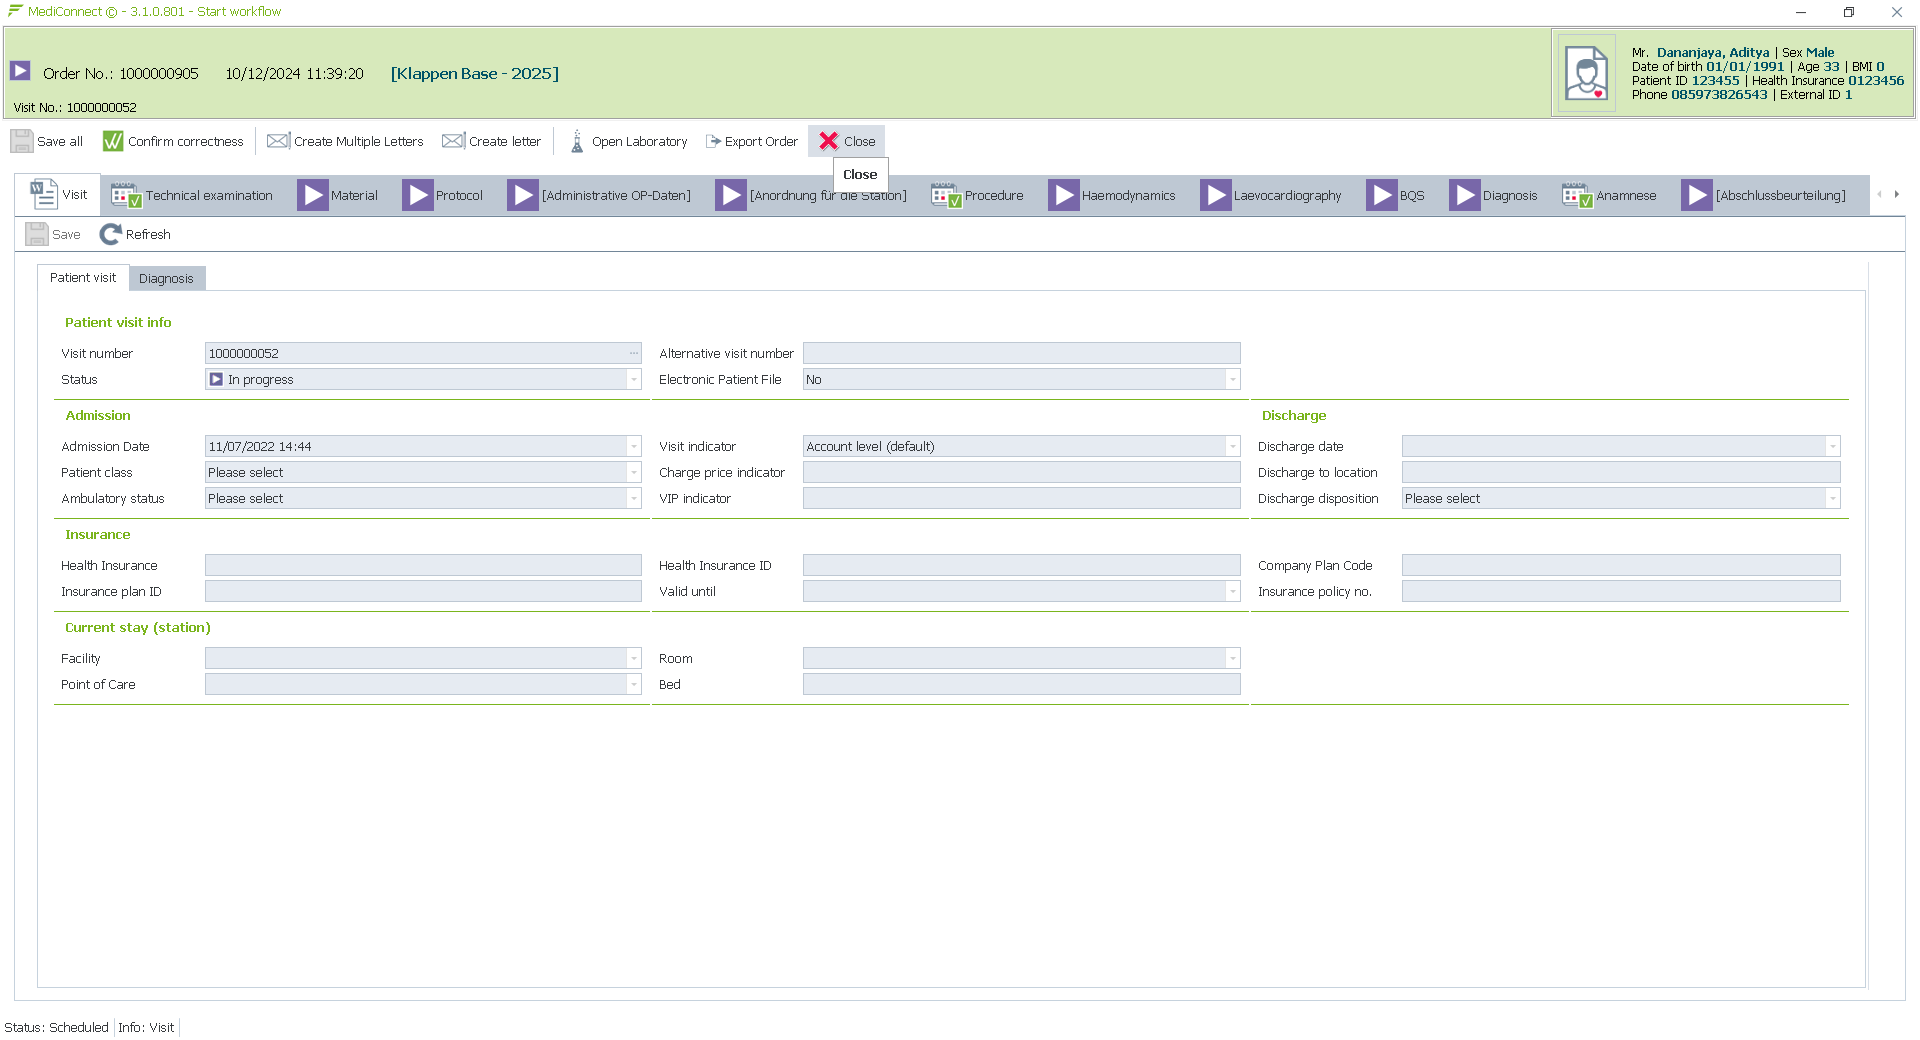 MediConnect © - 3.1.0.801 - Start workflow
Order No.: 1000000905 10/12/2024 11:39:20 [Klappen Base - 2025]
Visit No.: 1000000052
Mr. Dananjaya, Aditya | Sex Male
Date of birth 01/01/1991 | Age 33 | BMI 0
Patient ID 123455 | Health Insurance 0123456
Phone 085973826543 | External ID 1
Save all Confirm correctness Create Multiple Letters Create letter Open Laboratory Export Order Close
Close
Visit Technical examination Material Protocol [Administrative OP-Daten] [Anordnung für die Station] Procedure Haemodynamics Laevocardiography BQS Diagnosis Anamnese [Abschlussbeurteilung]
Save Refresh
Patient visit Diagnosis
Patient visit info
Visit number 1000000052 ... Alternative visit number
Status In progress Electronic Patient File No
Admission Discharge
Admission Date 11/07/2022 14:44 Visit indicator Account level (default) Discharge date
Patient class Please select Charge price indicator Discharge to location
Ambulatory status Please select VIP indicator Discharge disposition Please select
Insurance
Health Insurance Health Insurance ID Company Plan Code
Insurance plan ID Valid until Insurance policy no.
Current stay (station)
Facility Room
Point of Care Bed
Status: Scheduled Info: Visit